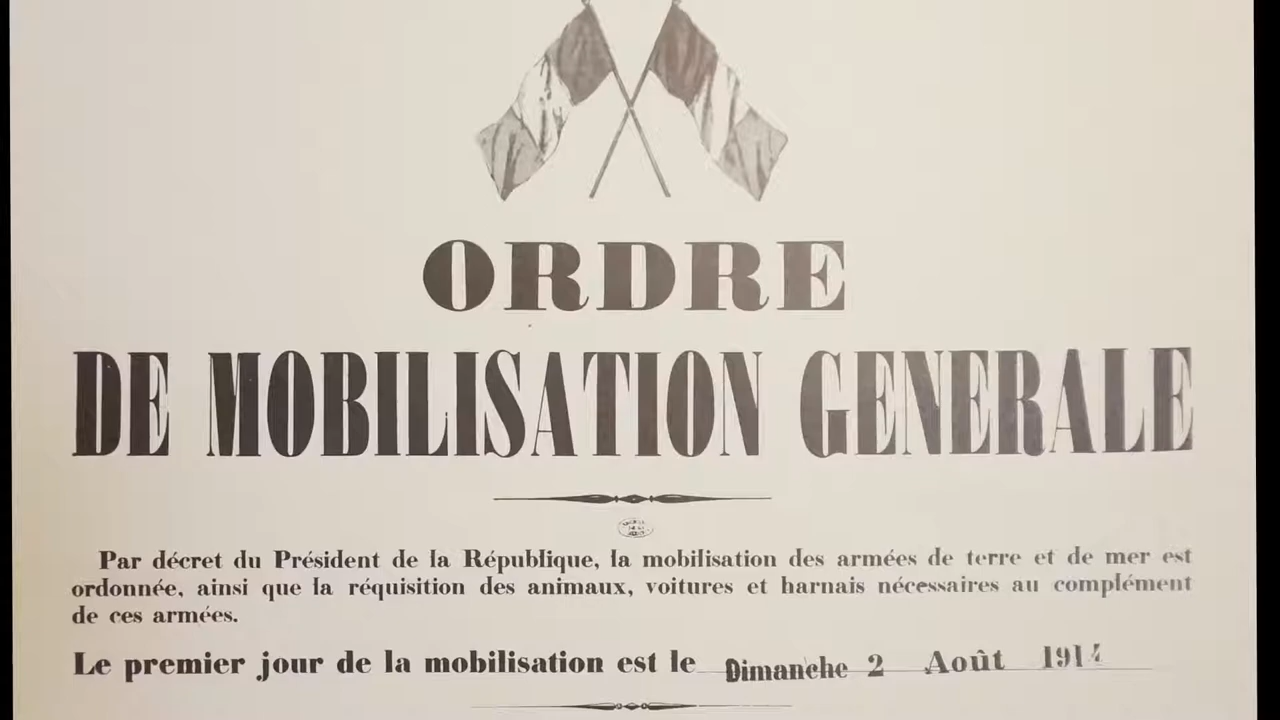 ORDRE
DE MOBILISATION GENERALE
Par décret du Président de la République, la mobilisation des armées de terre et de mer est
ordonnée, ainsi que la réquisition des animaux, voitures et harnais nécessaires au complément
de ces armées.
Le premier jour de la mobilisation est le Dimanche 2 Août 1914